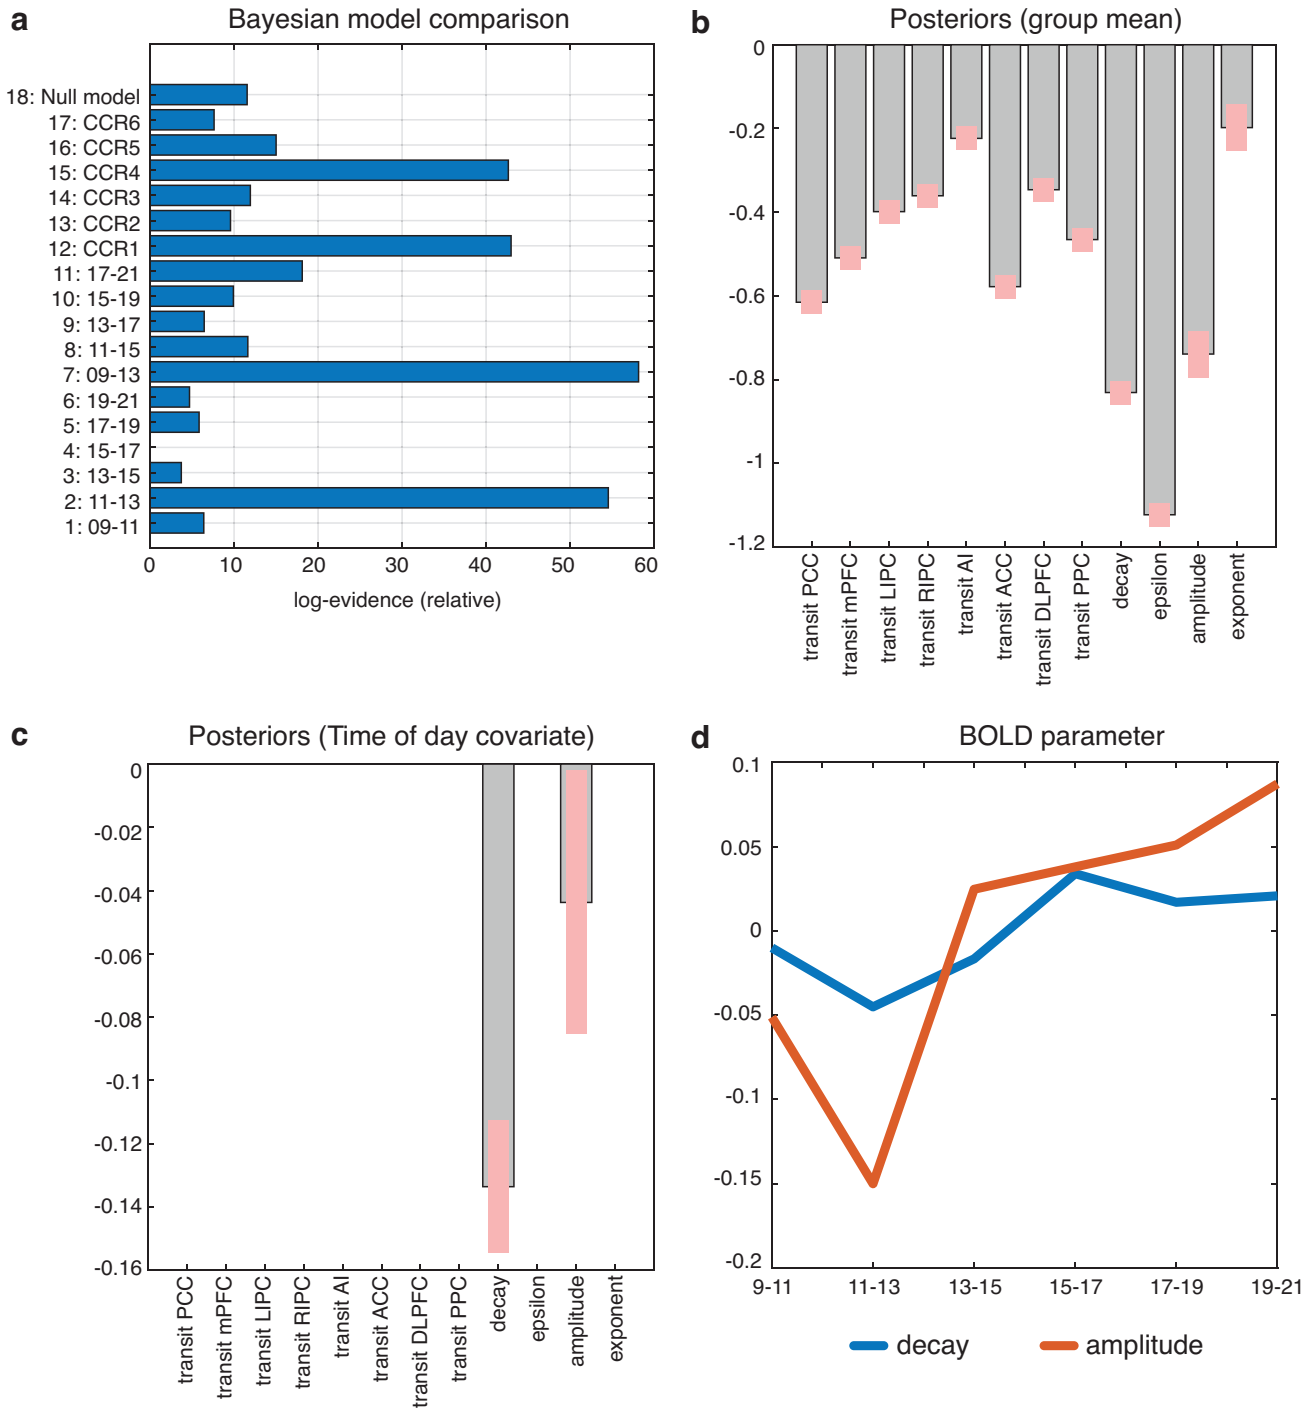 a
Bayesian model comparison
18: Null model
17: CCR6
16: CCR5
15: CCR4
14: CCR3
13: CCR2
12: CCR1
11: 17-21
10: 15-19
9: 13-17
8: 11-15
7: 09-13
6: 19-21
5: 17-19
4: 15-17
3: 13-15
2: 11-13
1: 09-11
0 10 20 30 40 50 60
log-evidence (relative)
b
Posteriors (group mean)
0
-0.2
-0.4
-0.6
-0.8
-1
-1.2
transit PCC
transit mPFC
transit LIPC
transit RIPC
transit AI
transit ACC
transit DLPFC
transit PPC
decay
epsilon
amplitude
exponent
c
Posteriors (Time of day covariate)
0
-0.02
-0.04
-0.06
-0.08
-0.1
-0.12
-0.14
-0.16
transit PCC
transit mPFC
transit LIPC
transit RIPC
transit AI
transit ACC
transit DLPFC
transit PPC
decay
epsilon
amplitude
exponent
d
BOLD parameter
0.1
0.05
0
-0.05
-0.1
-0.15
-0.2
9-11 11-13 13-15 15-17 17-19 19-21
decay amplitude